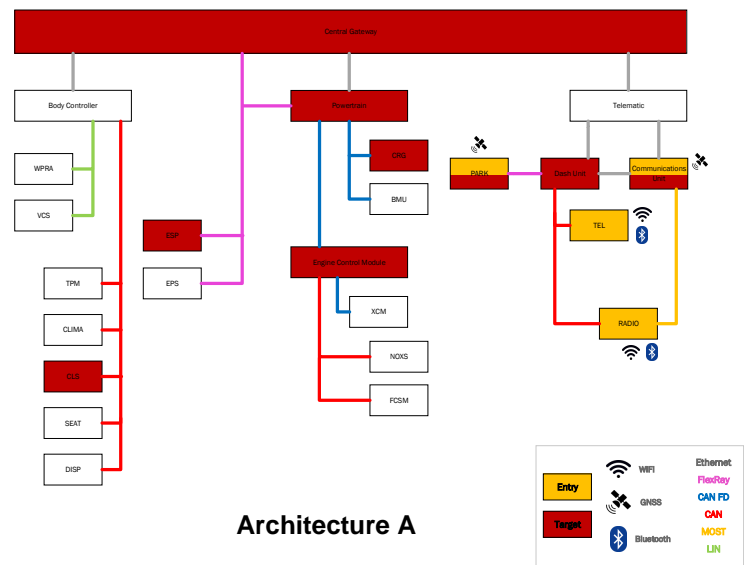 Central Gateway
Body Controller
Powertrain
Telematic
WPRA
CRG
PARK
Dash Unit
Communications
Unit
VCS
BMU
TEL
ESP
EPS
Engine Control Module
TPM
XCM
CLIMA
RADIO
NOXS
CLS
FCSM
SEAT
DISP
Architecture A
Entry
Target
WIFI
GNSS
Bluetooth
Ethernet
FlexRay
CAN FD
CAN
MOST
LIN